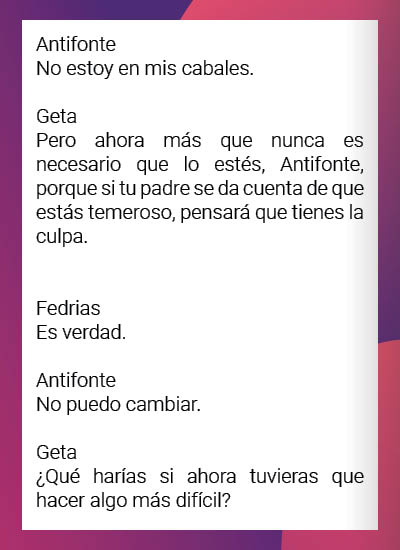 Antifonte
No estoy en mis cabales.
Geta
Pero ahora más que nunca es
necesario que lo estés, Antifonte,
porque si tu padre se da cuenta de que
estás temeroso, pensará que tienes la
culpa.
Fedrias
Es verdad.
Antifonte
No puedo cambiar.
Geta
¿Qué harías si ahora tuvieras que
hacer algo más difícil?